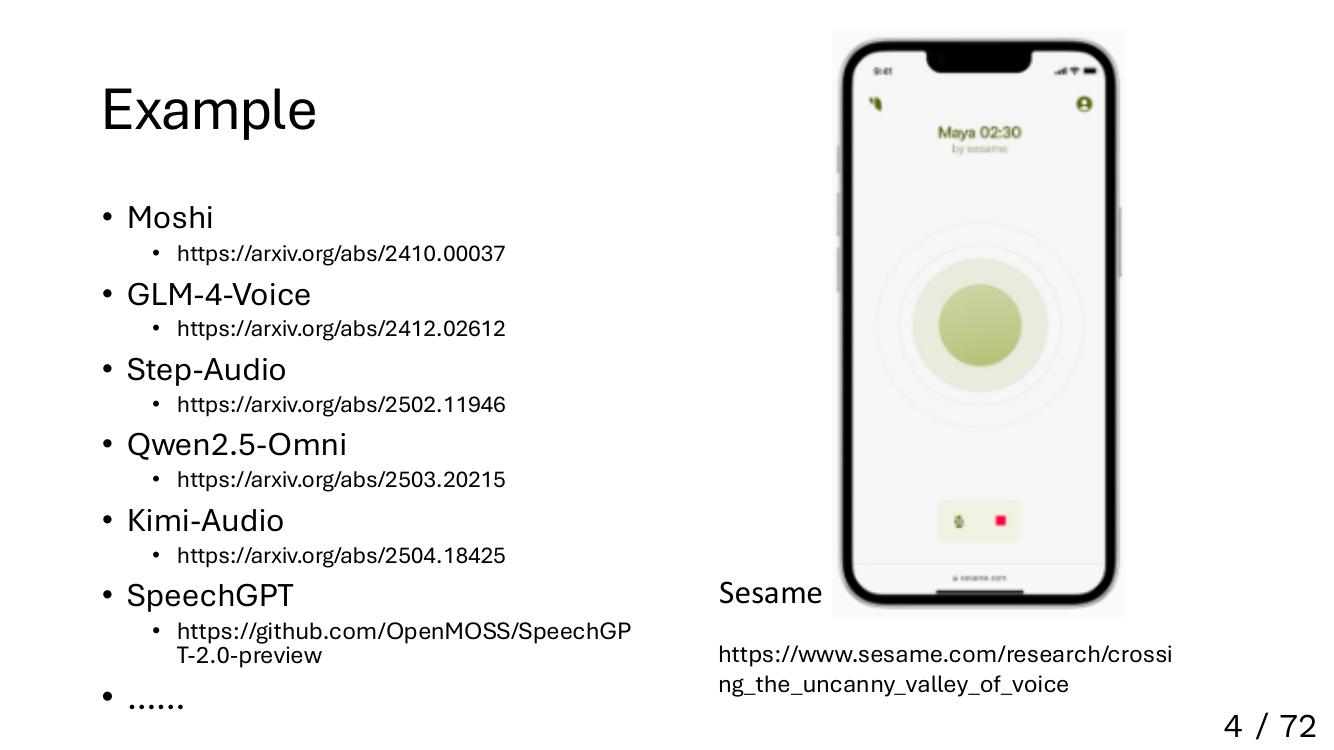 Example
• Moshi
• https://arxiv.org/abs/2410.00037
• GLM-4-Voice
• https://arxiv.org/abs/2412.02612
• Step-Audio
• https://arxiv.org/abs/2502.11946
• Qwen2.5-Omni
• https://arxiv.org/abs/2503.20215
• Kimi-Audio
• https://arxiv.org/abs/2504.18425
• SpeechGPT
• https://github.com/OpenMOSS/SpeechGP
T-2.0-preview
• ……
9:41
Maya 02:30
by sesame
sesame.com
Sesame
https://www.sesame.com/research/crossi
ng_the_uncanny_valley_of_voice
4 / 72